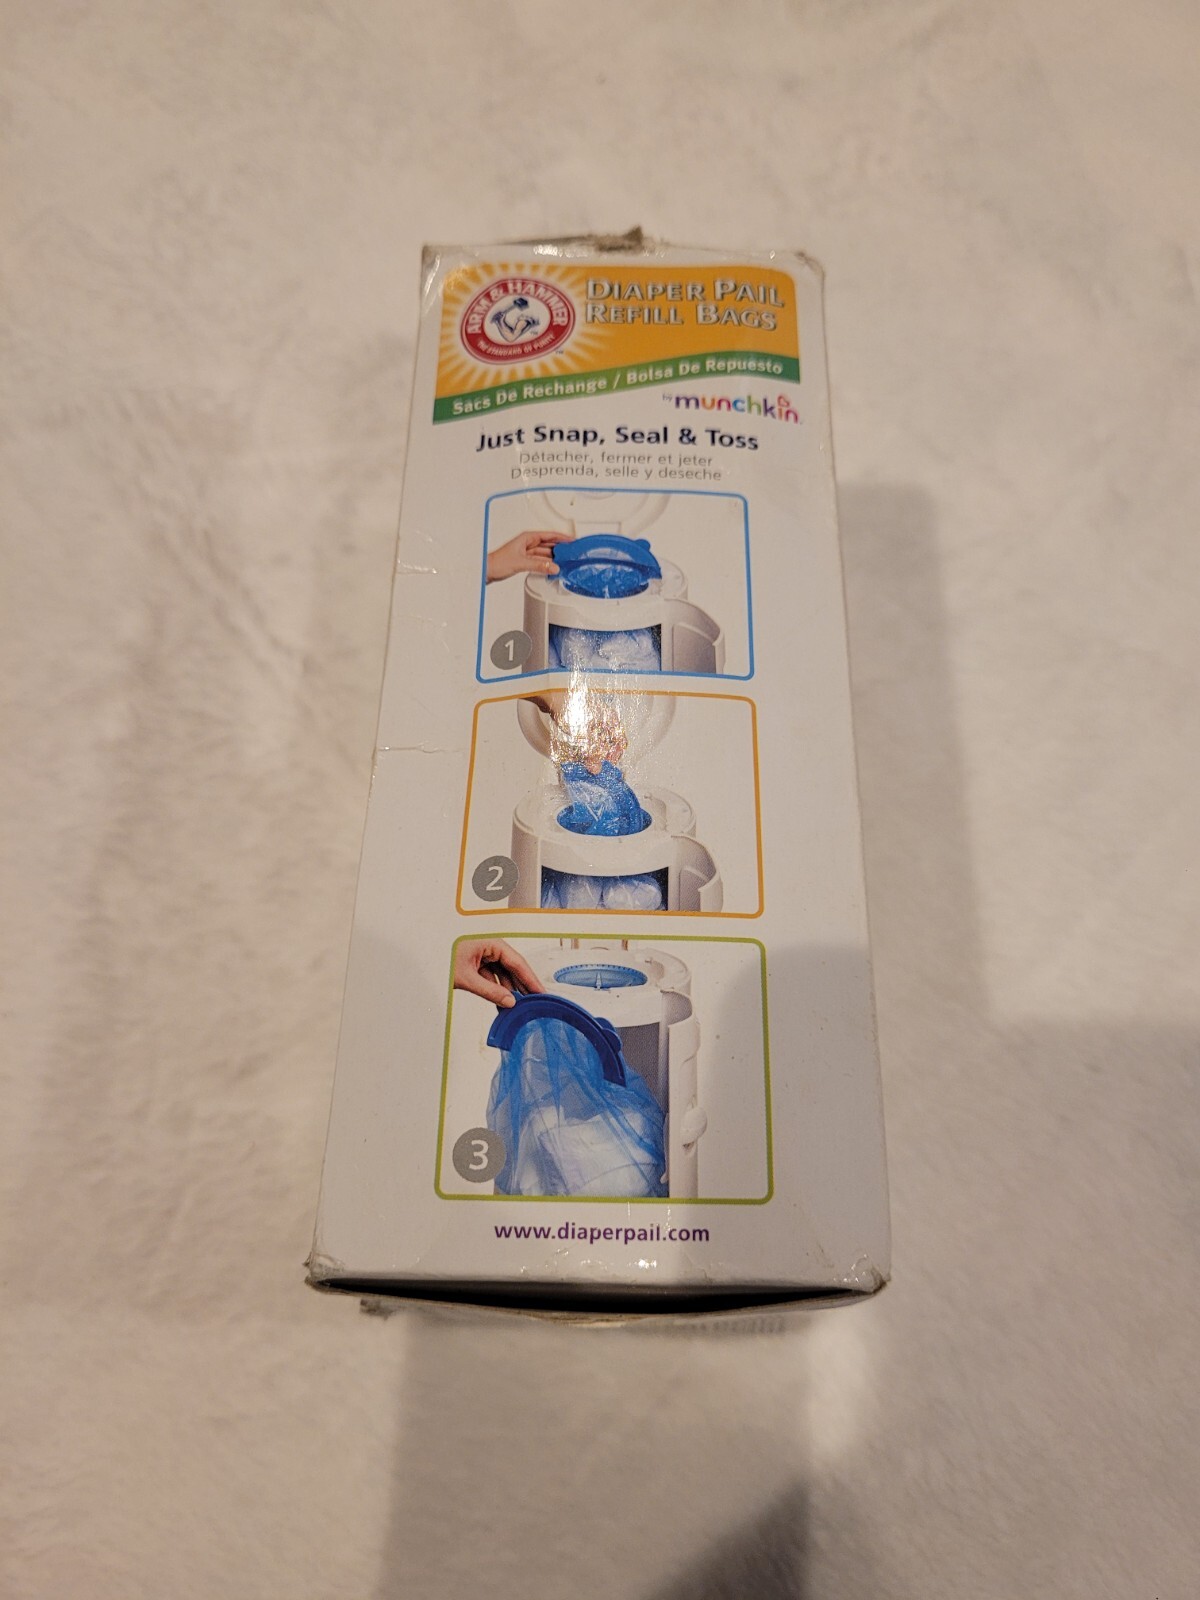 ARM & HAMMER
THE STANDARD OF PURITY
TM
DIAPER PAIL
REFILL BAGS
Sacs De Rechange / Bolsa De Repuesto
by munchkin.
Just Snap, Seal & Toss
Détacher, fermer et jeter
Desprenda, selle y deseche
1
2
3
www.diaperpail.com